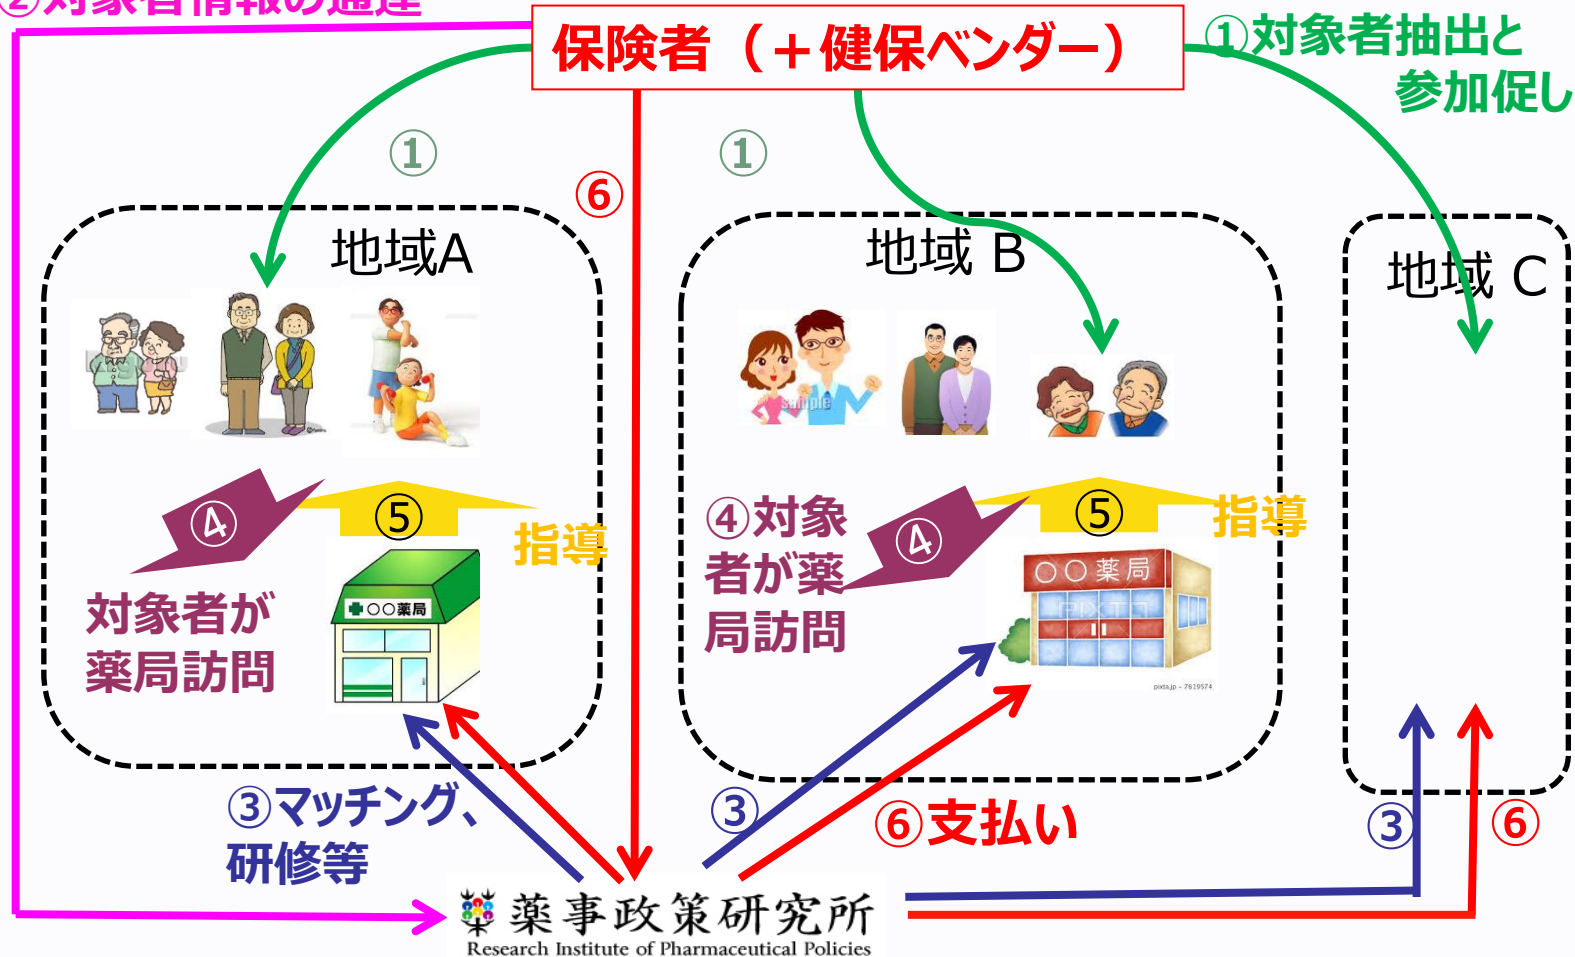 ②対象者情報の通達
保険者（＋健保ベンダー）
①対象者抽出と
参加促し
①
①
⑥
地域A
地域 B
地域 C
sample
④
⑤
指導
対象者が
薬局訪問
○○薬局
④対象
者が薬
局訪問
④
⑤
指導
○○薬局
PIXTA
pixta.jp - 7619574
③マッチング、
研修等
③
⑥支払い
③
⑥
薬事政策研究所
Research Institute of Pharmaceutical Policies